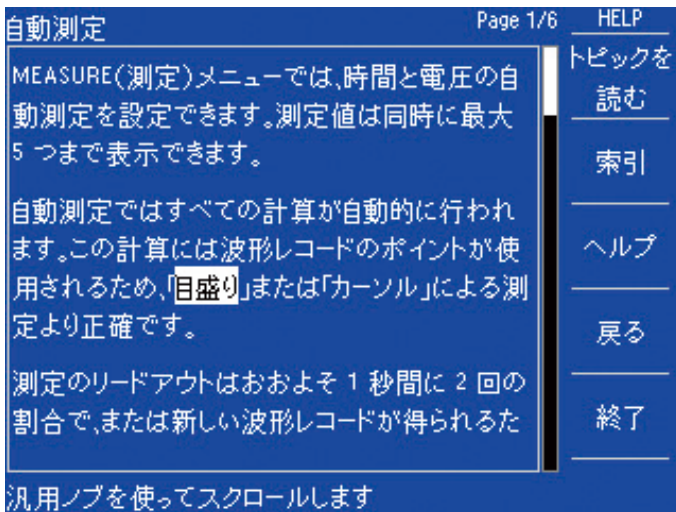 自動測定
Page 1/6
HELP
MEASURE(測定)メニューでは、時間と電圧の自
動測定を設定できます。測定値は同時に最大
5 つまで表示できます。
自動測定ではすべての計算が自動的に行われ
ます。この計算には波形レコードのポイントが使
用されるため、「目盛り」または「カーソル」による測
定より正確です。
測定のリードアウトはおおよそ 1 秒間に 2 回の
割合で、または新しい波形レコードが得られるた
汎用ノブを使ってスクロールします
トピックを
読む
索引
ヘルプ
戻る
終了